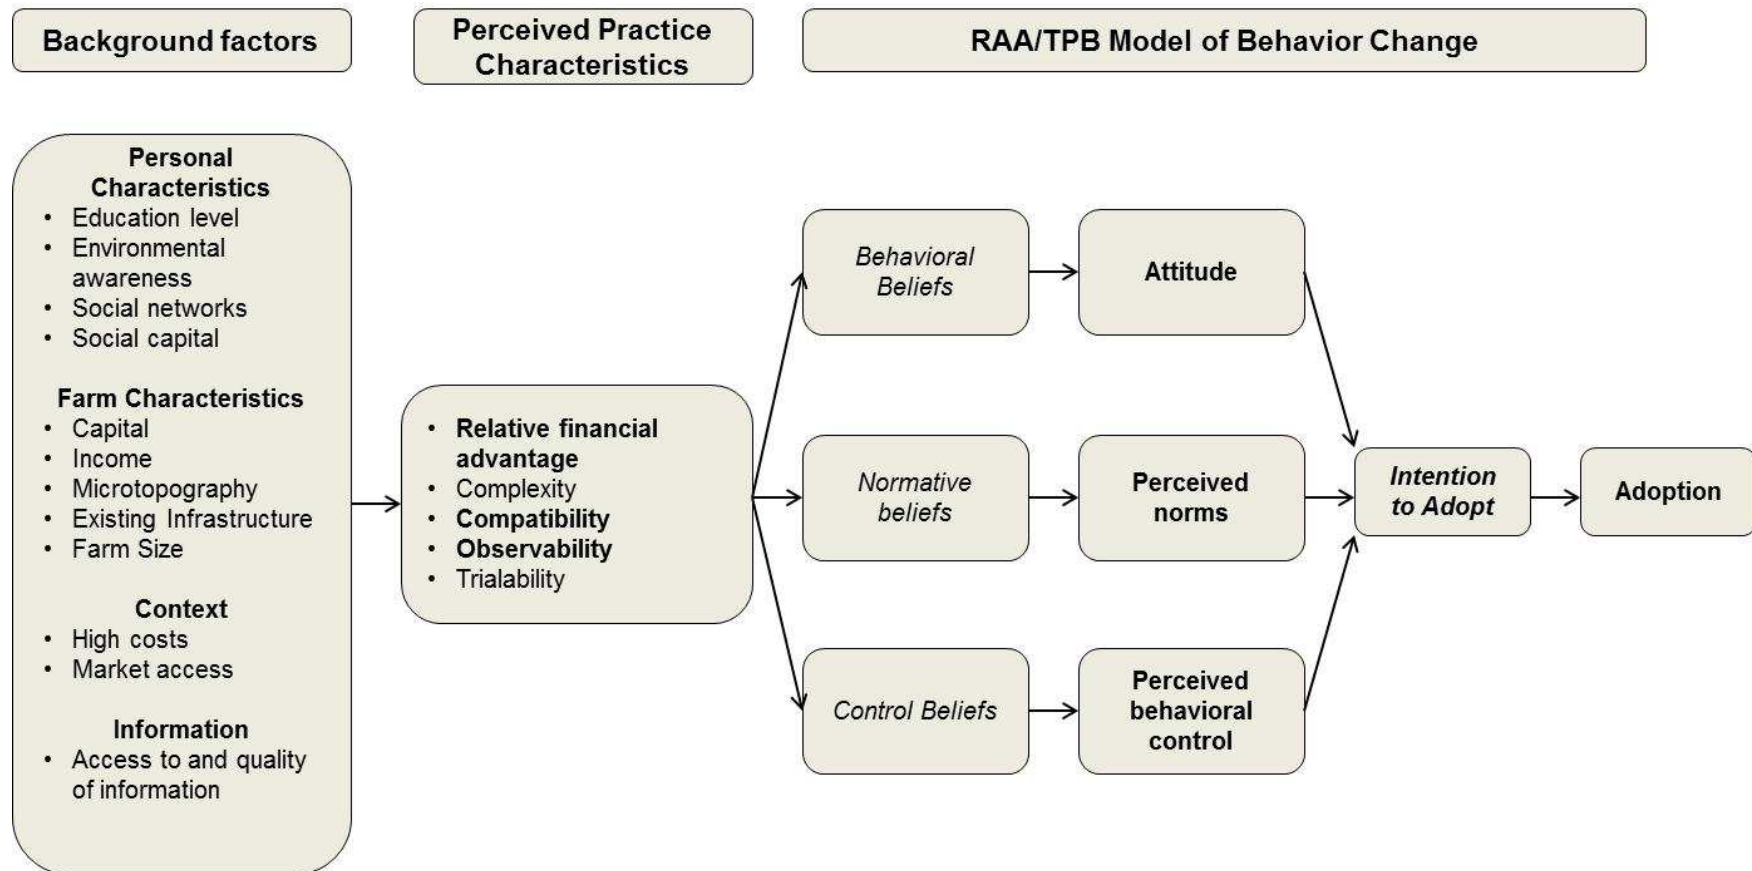 Background factors
Perceived Practice
Characteristics
RAA/TPB Model of Behavior Change
Personal
Characteristics
• Education level
• Environmental
awareness
• Social networks
• Social capital
Farm Characteristics
• Capital
• Income
• Microtopography
• Existing Infrastructure
• Farm Size
Context
• High costs
• Market access
Information
• Access to and quality
of information
• Relative financial
advantage
• Complexity
• Compatibility
• Observability
• Trialability
Behavioral
Beliefs
Attitude
Normative
beliefs
Perceived
norms
Control Beliefs
Perceived
behavioral
control
Intention
to Adopt
Adoption